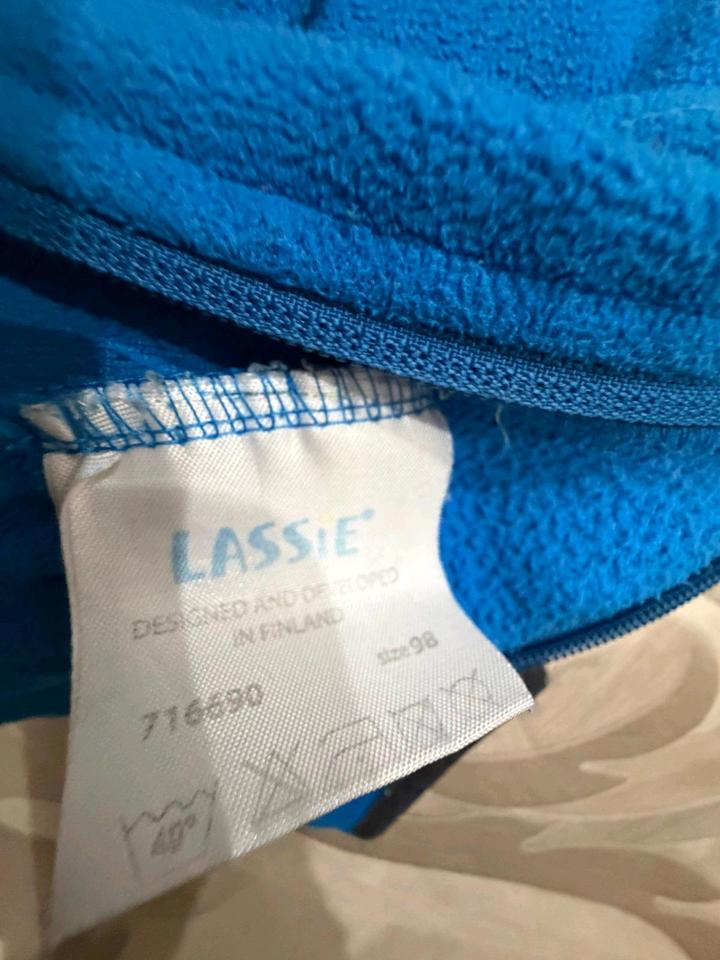 LASSIE®
DESIGNED AND DEVELOPED
IN FINLAND
size 98
716690
40°